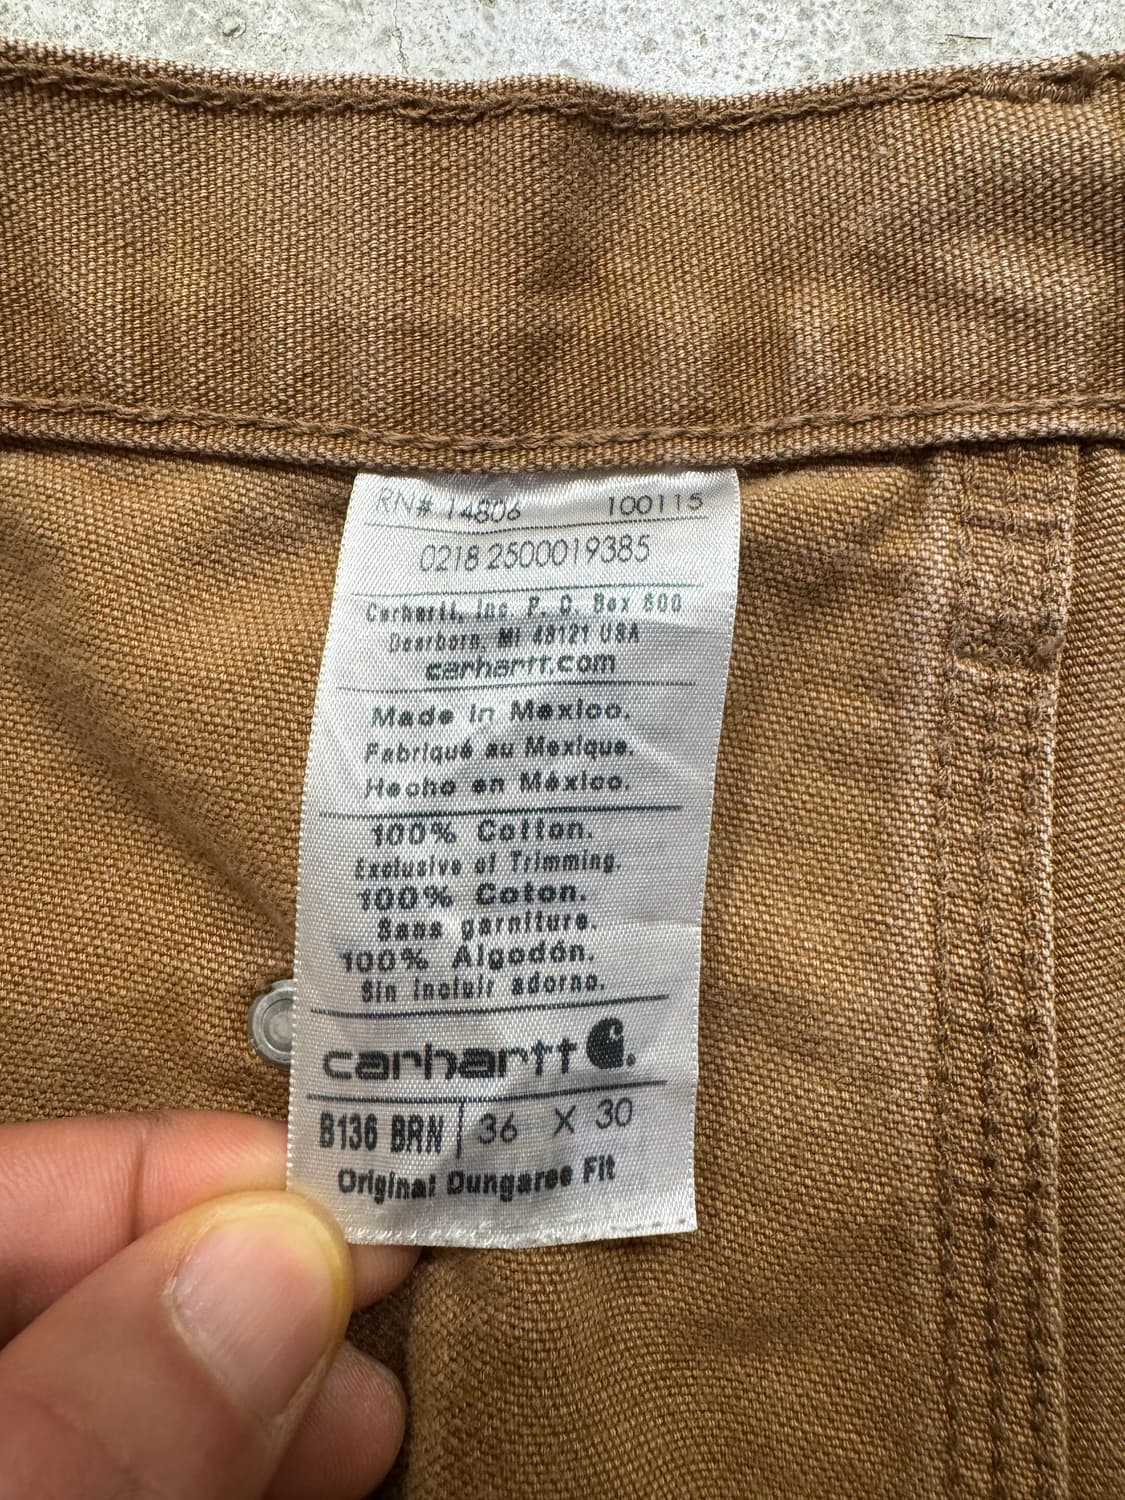 RN# 14806 100115
0218 2500019385
Carhartt, Inc. P. O. Box 600
Dearborn, MI 48121 USA
carhartt.com
Made in Mexico.
Fabriqué au Mexique.
Hecho en México.
100% Cotton.
Exclusive of Trimming.
100% Coton.
Sans garniture.
100% Algodón.
Sin incluir adorno.
carhartt
B136 BRN | 36 X 30
Original Dungaree Fit